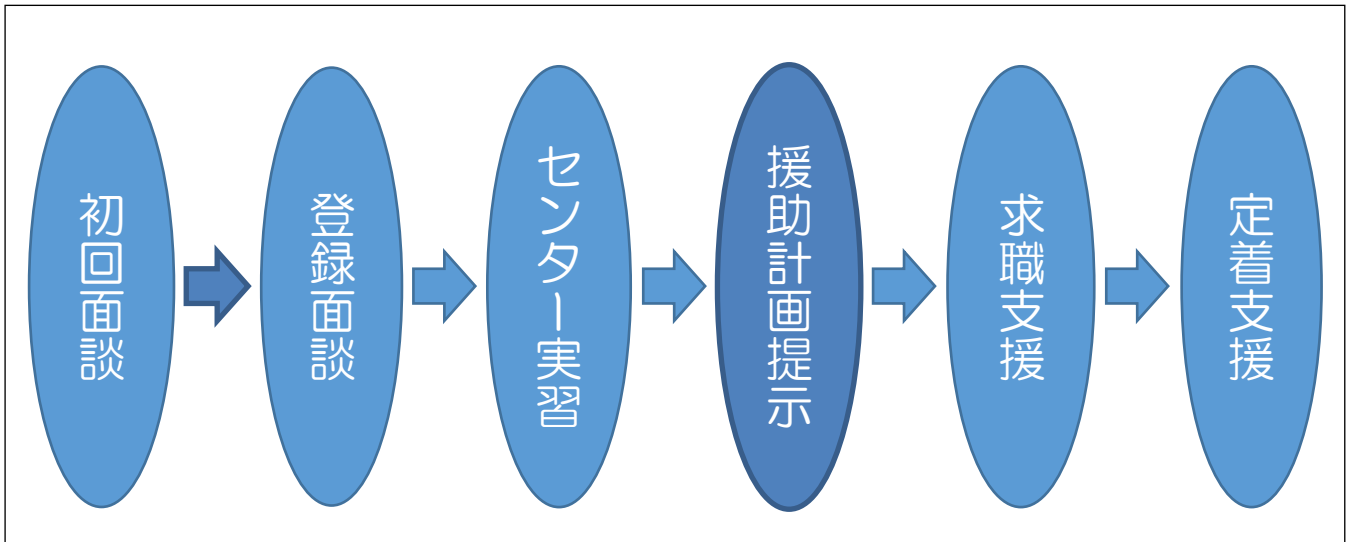 初回面談
登録面談
センター実習
援助計画提示
求職支援
定着支援